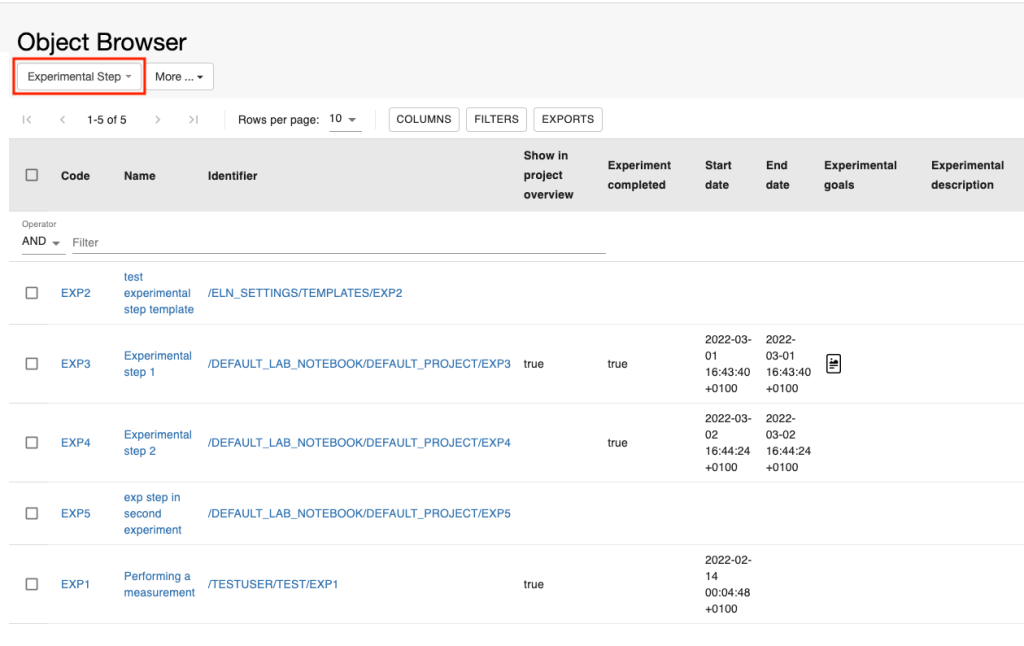 Object Browser
Experimental Step
More ...
1-5 of 5
Rows per page:
10
COLUMNS
FILTERS
EXPORTS
Code
Name
Identifier
Show in
project
overview
Experiment
completed
Start
date
End
date
Experimental
goals
Experimental
description
Operator
AND
Filter
EXP2
test
experimental
step template
/ELN_SETTINGS/TEMPLATES/EXP2
EXP3
Experimental
step 1
/DEFAULT_LAB_NOTEBOOK/DEFAULT_PROJECT/EXP3
true
true
2022-03-
01
16:43:40
+0100
2022-
03-01
16:43:40
+0100
EXP4
Experimental
step 2
/DEFAULT_LAB_NOTEBOOK/DEFAULT_PROJECT/EXP4
true
2022-03-
02
16:44:24
+0100
2022-
03-02
16:44:24
+0100
EXP5
exp step in
second
experiment
/DEFAULT_LAB_NOTEBOOK/DEFAULT_PROJECT/EXP5
EXP1
Performing a
measurement
/TESTUSER/TEST/EXP1
true
2022-02-
14
00:04:48
+0100